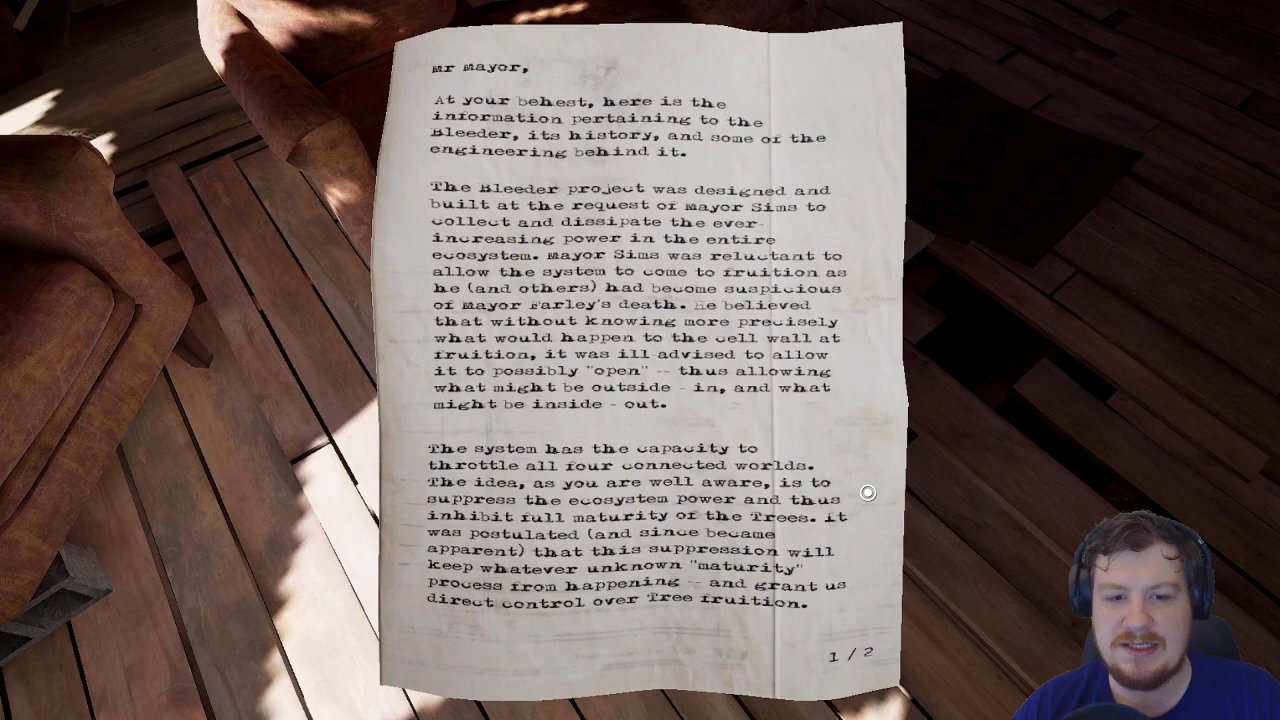 Mr Mayor,
At your behest, here is the
information pertaining to the
Bleeder, its history, and some of the
engineering behind it.
The Bleeder project was designed and
built at the request of Mayor Sims to
collect and dissipate the ever-
increasing power in the entire
ecosystem. Mayor Sims was reluctant to
allow the system to come to fruition as
he (and others) had become suspicious
of Mayor Farley's death. He believed
that without knowing more precisely
what would happen to the cell wall at
fruition, it was ill-advised to allow
it to possibly "open" -- thus allowing
what might be outside - in, and what
might be inside - out.
The system has the capacity to
throttle all four connected worlds.
The idea, as you are well aware, is to
suppress the ecosystem power and thus
inhibit full maturity of the Trees. It
was postulated (and since became
apparent) that this suppression will
keep whatever unknown "maturity"
process from happening -- and grant us
direct control over Tree fruition.
1/2